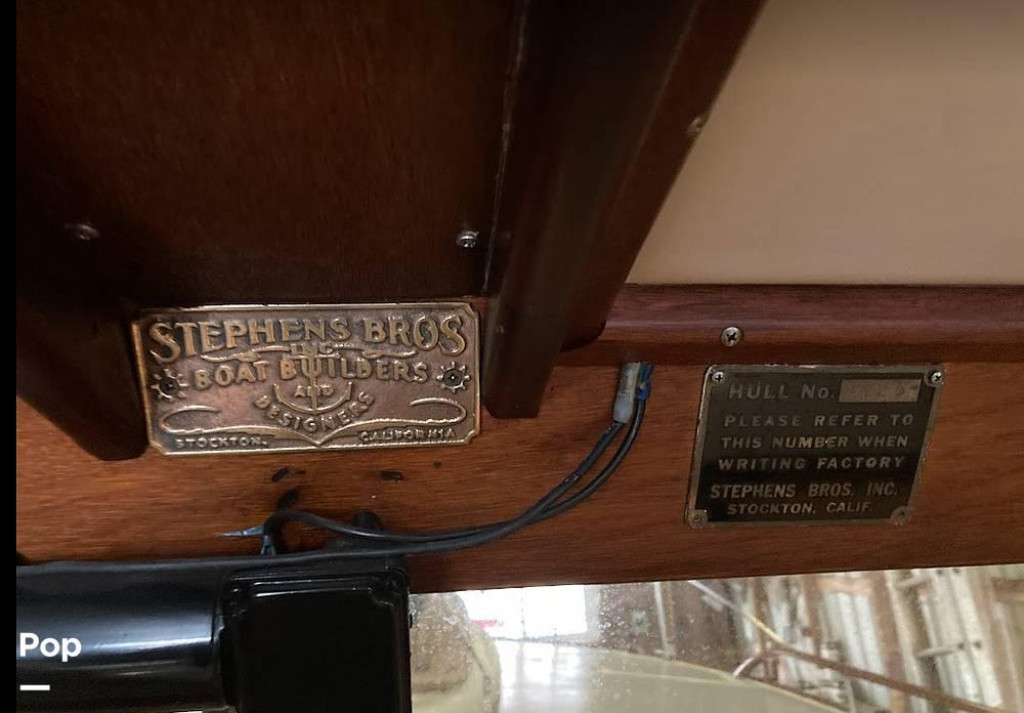 STEPHENS BROS
BOAT BUILDERS
AND
DESIGNERS
STOCKTON, CALIFORNIA
HULL No.
PLEASE REFER TO
THIS NUMBER WHEN
WRITING FACTORY
STEPHENS BROS. INC.
STOCKTON, CALIF.
Pop